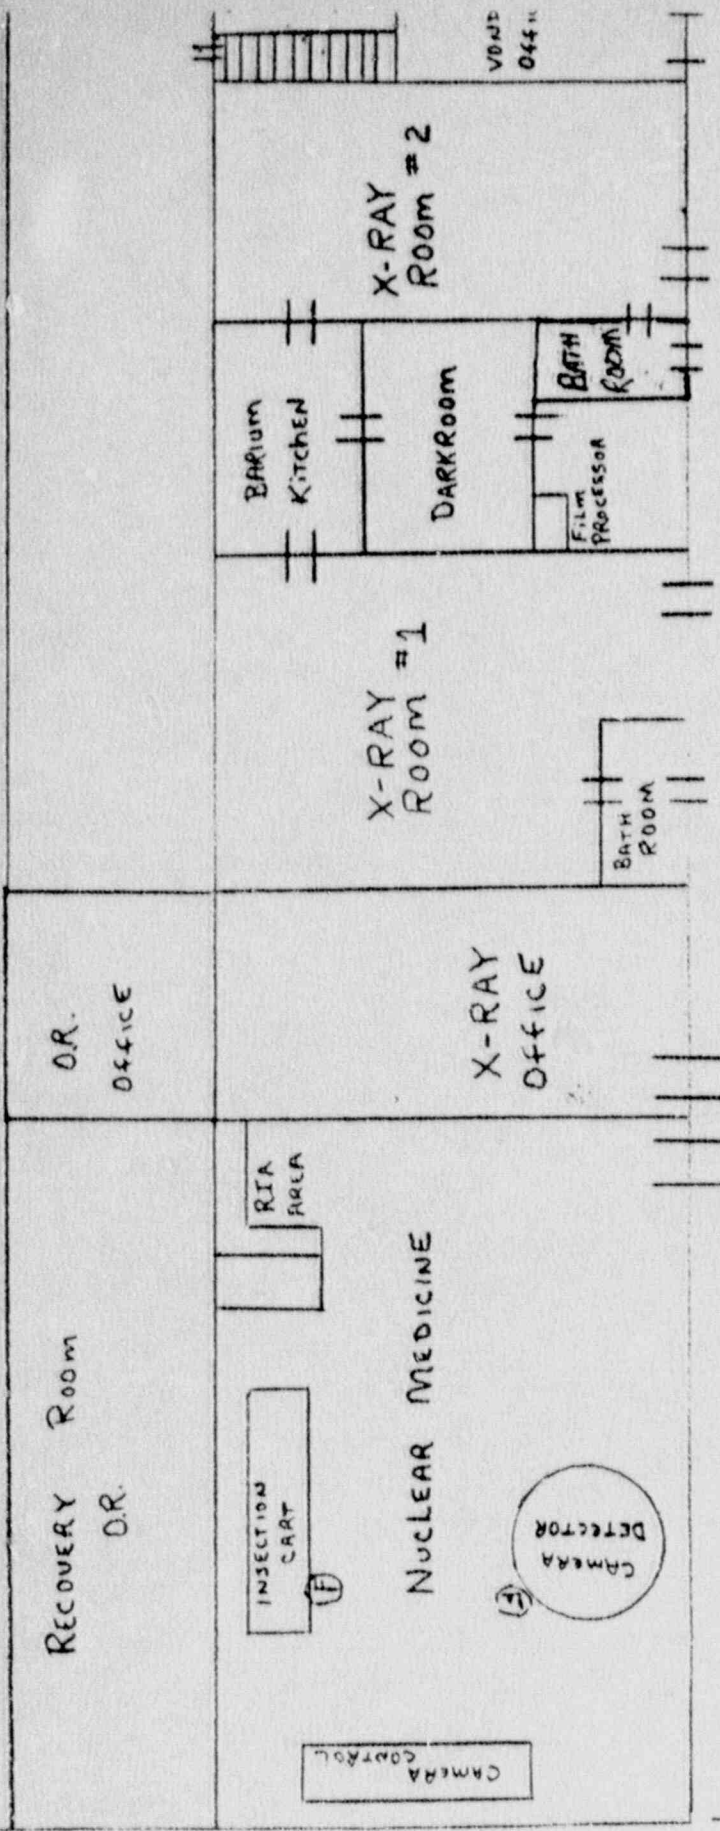 RECOVERY Room
O.R.
O.R.
OFFICE
CAMERA
CONTROL
INSECTION
CART
F
NUCLEAR MEDICINE
F
CAMERA
DETECTOR
RIA
AREA
X-RAY
OFFICE
X-RAY
ROOM #1
BATH
ROOM
BARIUM
KITCHEN
DARKROOM
FILM
PROCESSOR
BATH
ROOM
X-RAY
ROOM #2